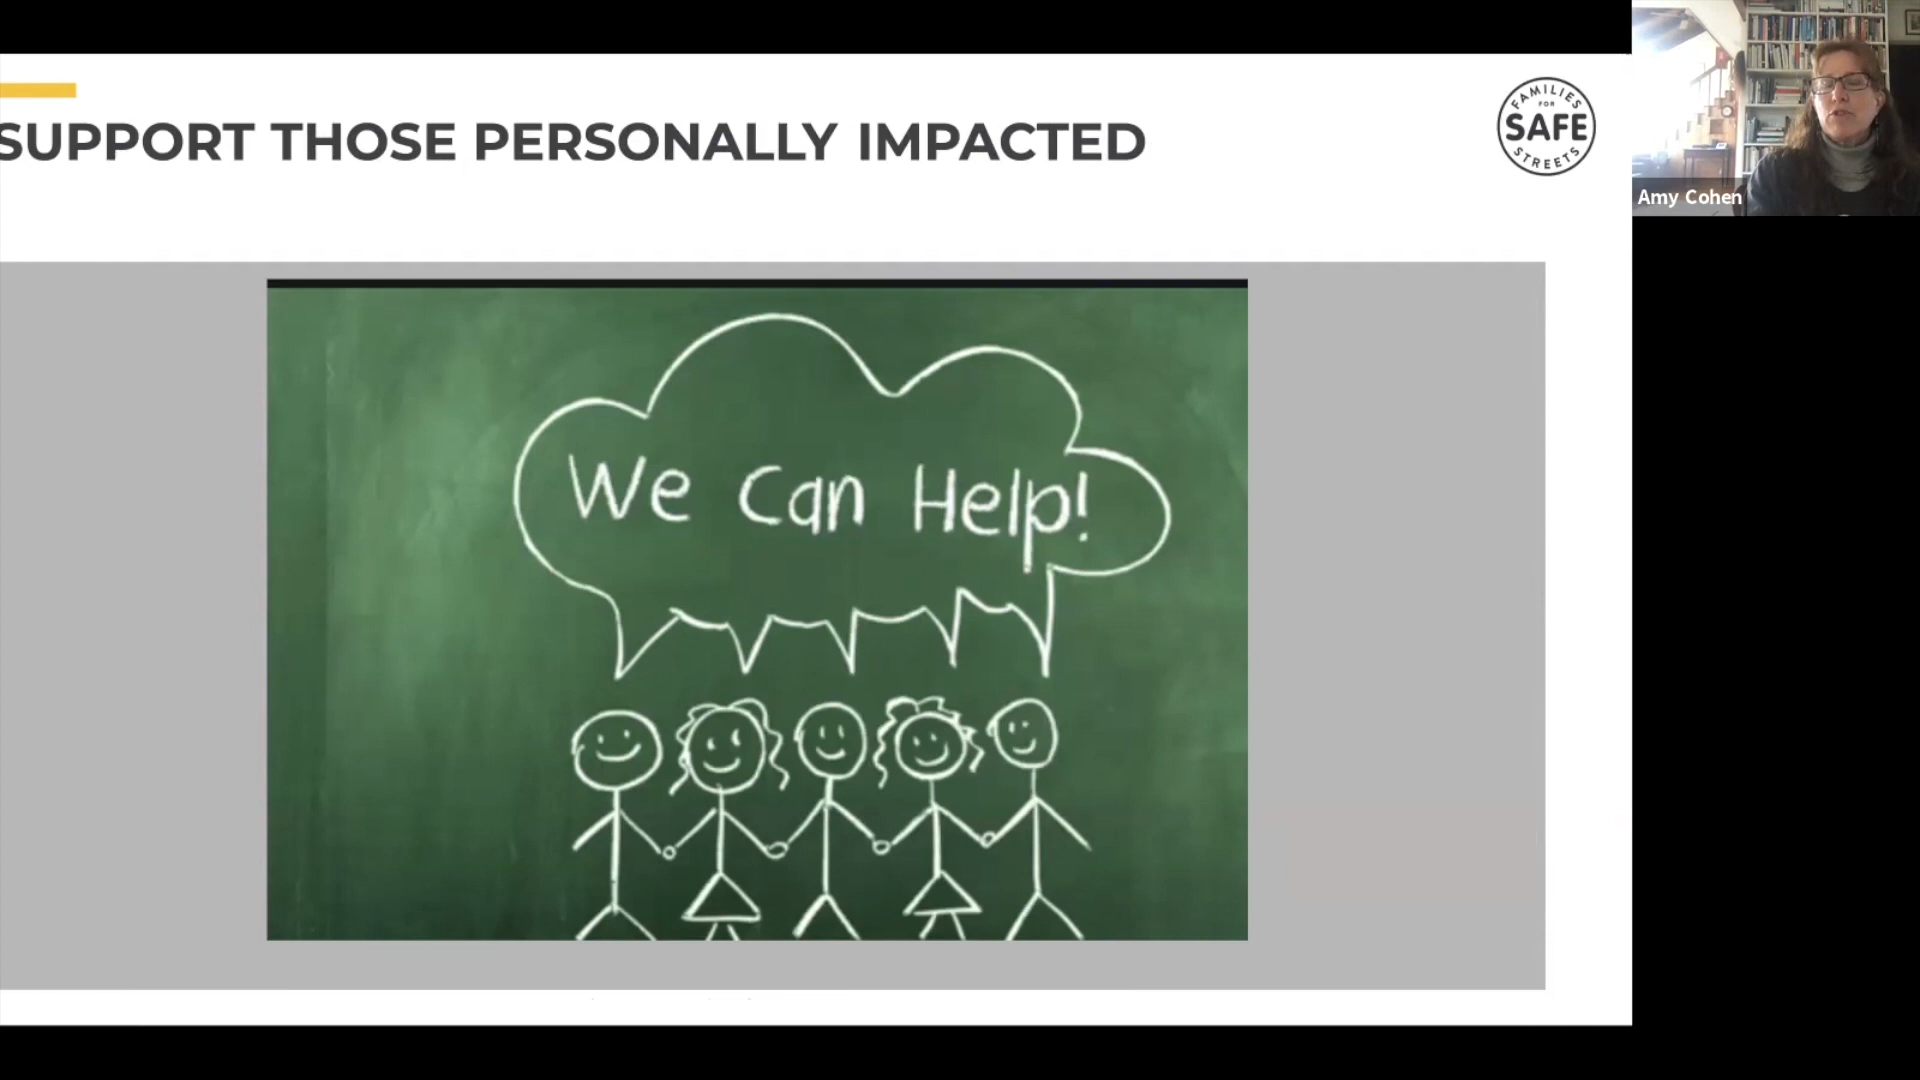 SUPPORT THOSE PERSONALLY IMPACTED
FAMILIES
FOR
SAFE
STREETS
Amy Cohen
We Can Help!